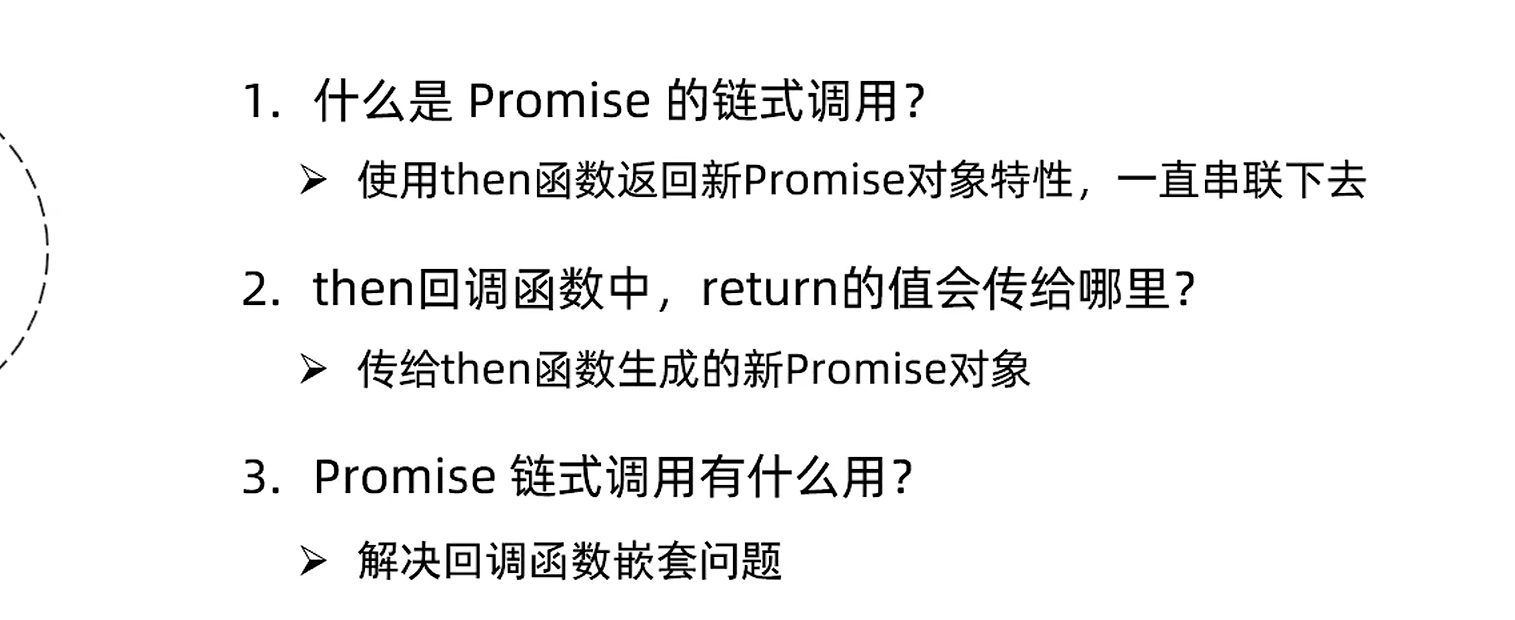 1. 什么是 Promise 的链式调用？
➢ 使用then函数返回新Promise对象特性，一直串联下去
2. then回调函数中，return的值会传给哪里？
➢ 传给then函数生成的新Promise对象
3. Promise 链式调用有什么用？
➢ 解决回调函数嵌套问题